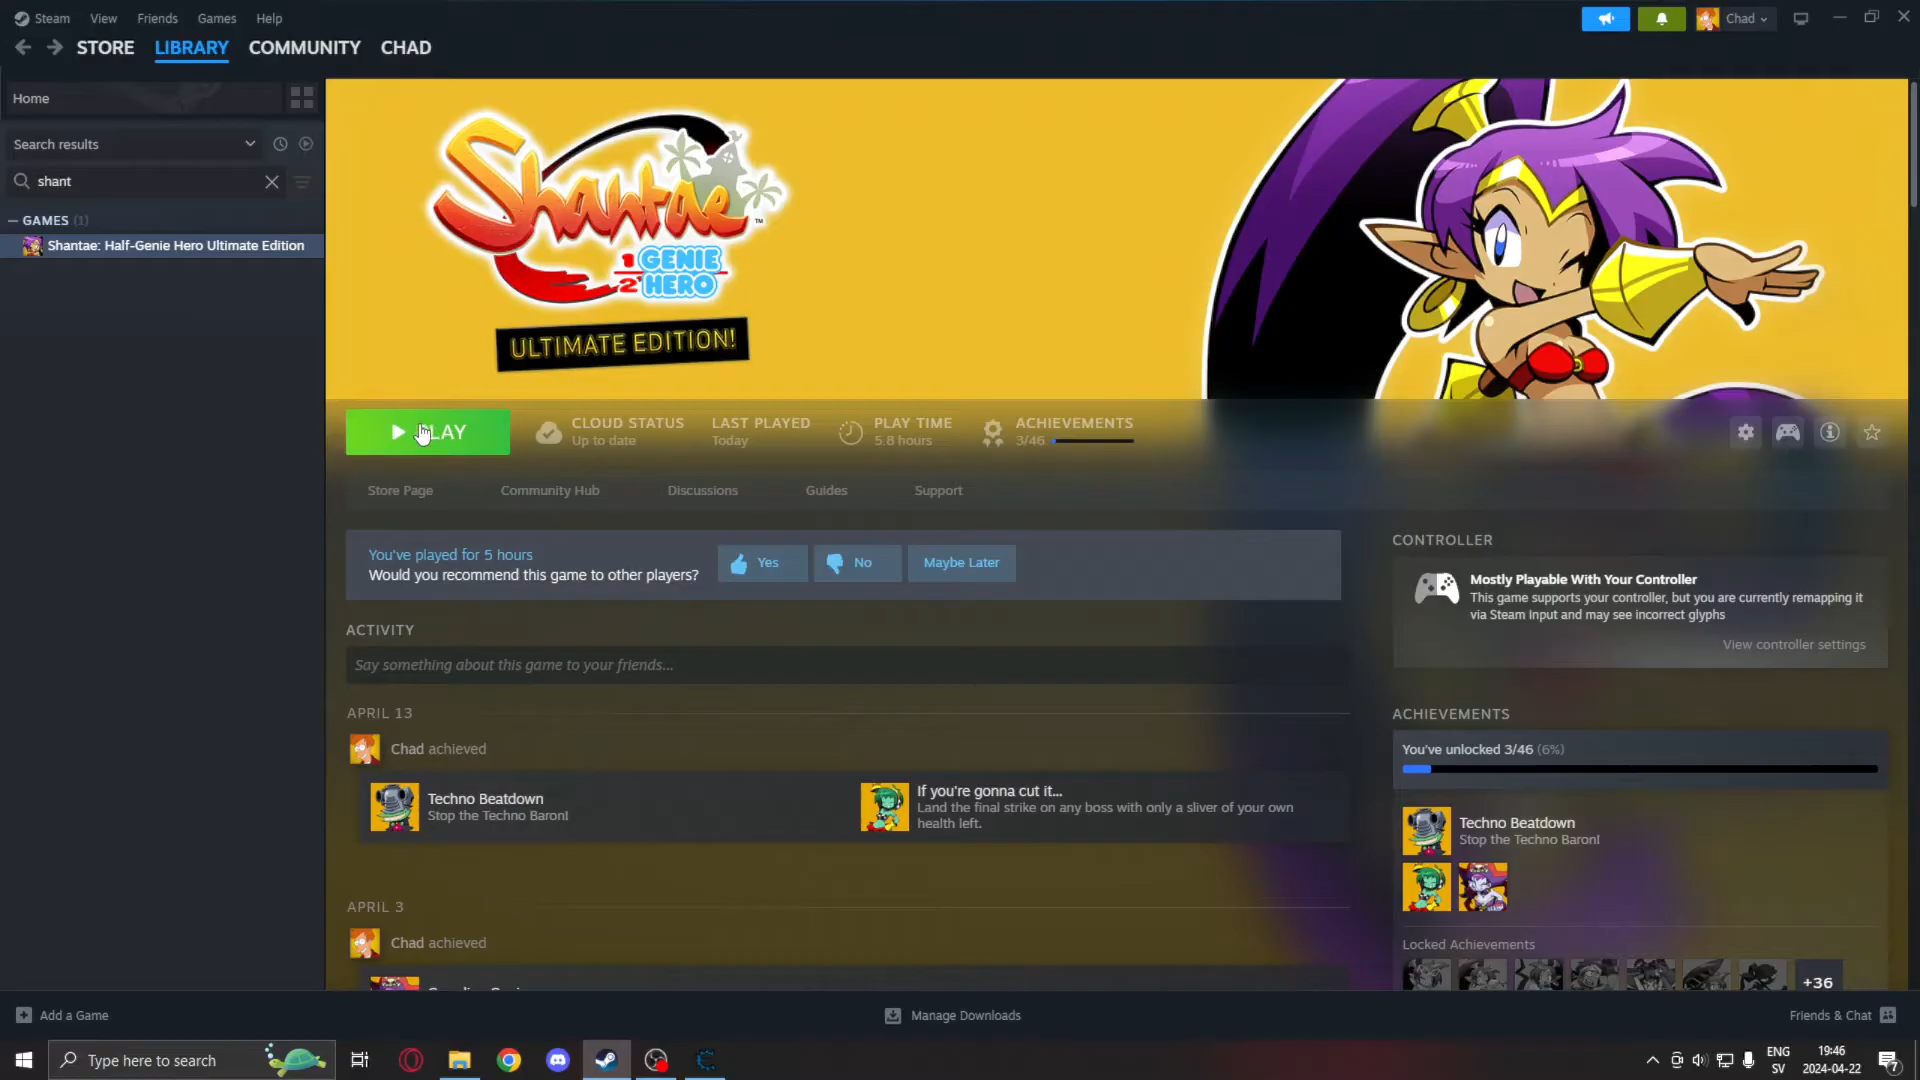 Steam View Friends Games Help
Chad
STORE LIBRARY COMMUNITY CHAD
Home
Search results
shant
GAMES (1)
Shantae: Half-Genie Hero Ultimate Edition
Shantae
TM
1/2 GENIE HERO
ULTIMATE EDITION!
PLAY
CLOUD STATUS
Up to date
LAST PLAYED
Today
PLAY TIME
5.8 hours
ACHIEVEMENTS
3/46
Store Page Community Hub Discussions Guides Support
You've played for 5 hours
Would you recommend this game to other players?
Yes No Maybe Later
ACTIVITY
Say something about this game to your friends...
APRIL 13
Chad achieved
Techno Beatdown
Stop the Techno Baron!
If you're gonna cut it...
Land the final strike on any boss with only a sliver of your own
health left.
APRIL 3
Chad achieved
CONTROLLER
Mostly Playable With Your Controller
This game supports your controller, but you are currently remapping it
via Steam Input and may see incorrect glyphs
View controller settings
ACHIEVEMENTS
You've unlocked 3/46 (6%)
Techno Beatdown
Stop the Techno Baron!
Locked Achievements
+36
Add a Game
Manage Downloads
Friends & Chat
Type here to search
ENG
SV
19:46
2024-04-22
7